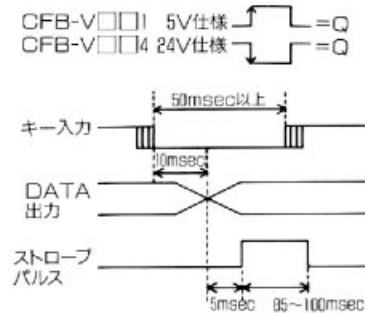 CFB-V□□1 5V仕様 =Q
CFB-V□□4 24V仕様 =Q
50msec以上
キー入力
10msec
DATA
出力
ストローブ
パルス
5msec 85～100msec